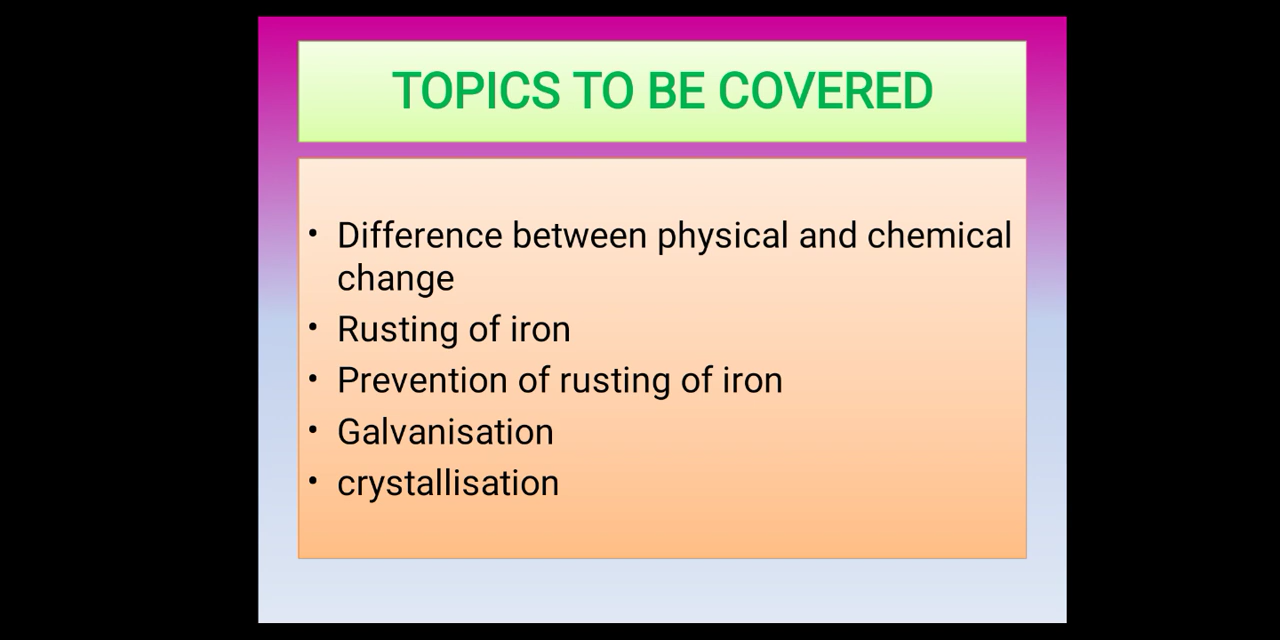 TOPICS TO BE COVERED
• Difference between physical and chemical
change
• Rusting of iron
• Prevention of rusting of iron
• Galvanisation
• crystallisation